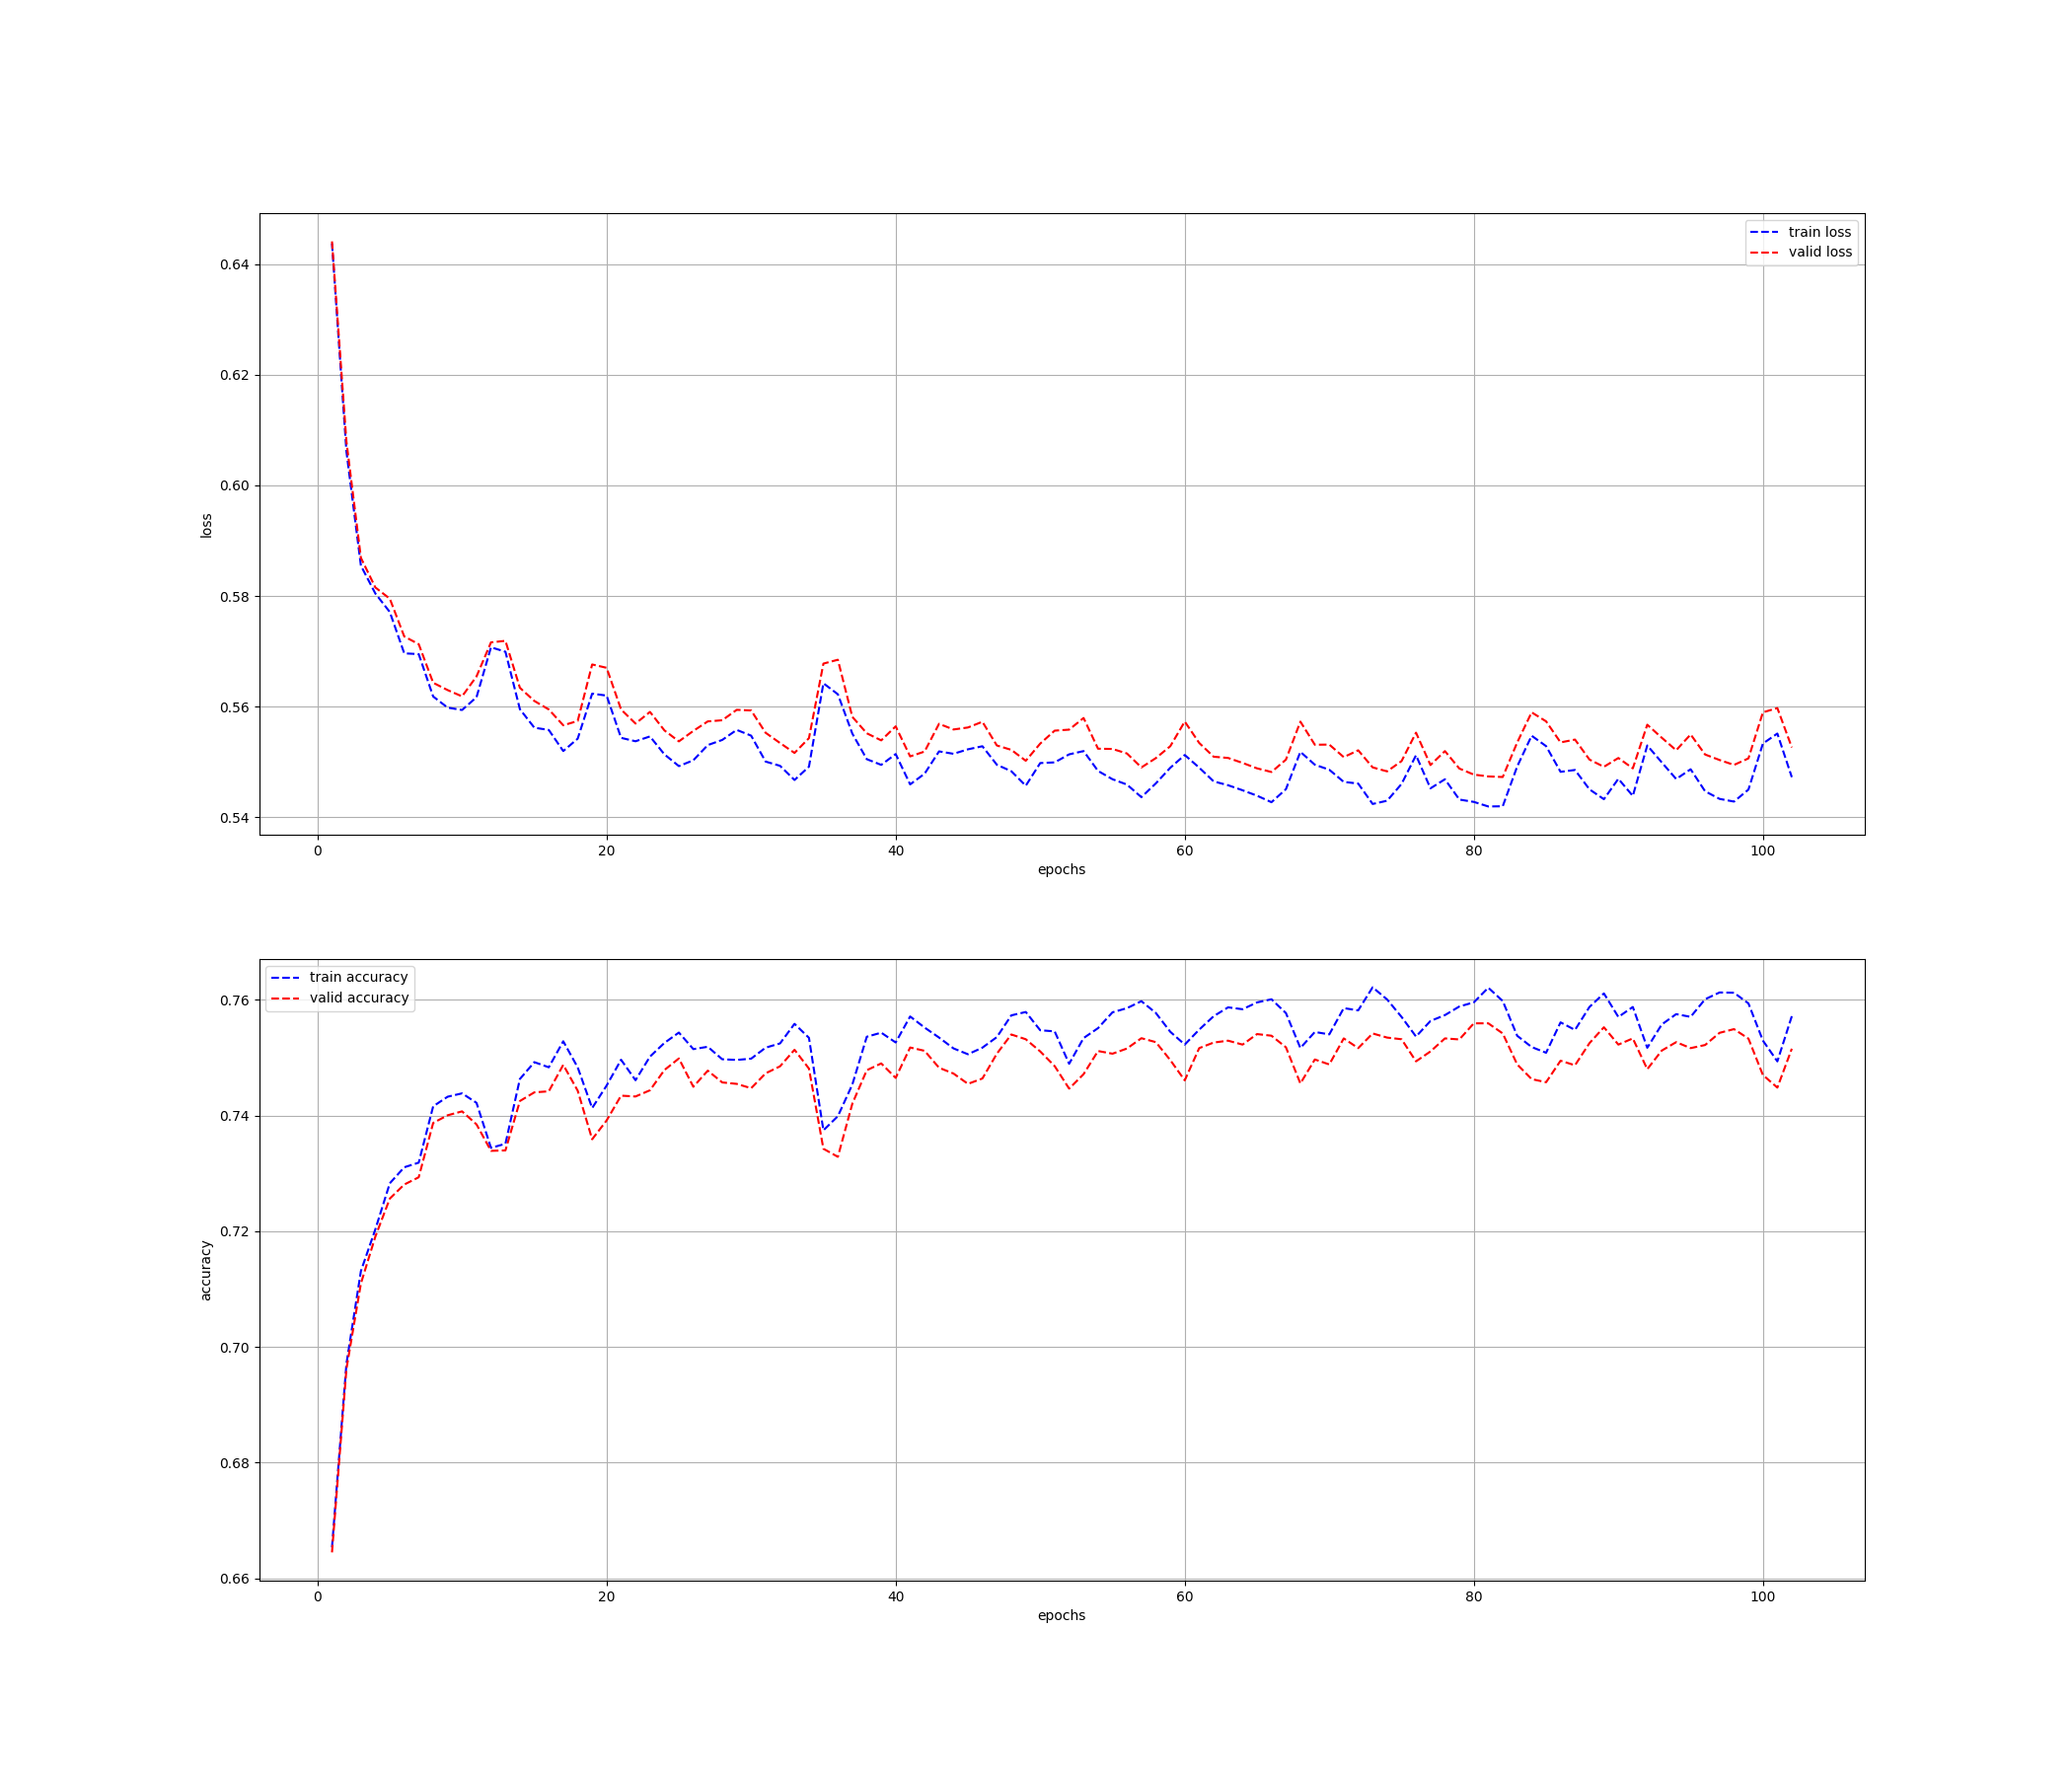 train loss
valid loss
0.64
0.62
0.60
0.58
0.56
0.54
loss
0 20 40 60 80 100
epochs
train accuracy
valid accuracy
0.76
0.74
0.72
0.70
0.68
0.66
accuracy
0 20 40 60 80 100
epochs